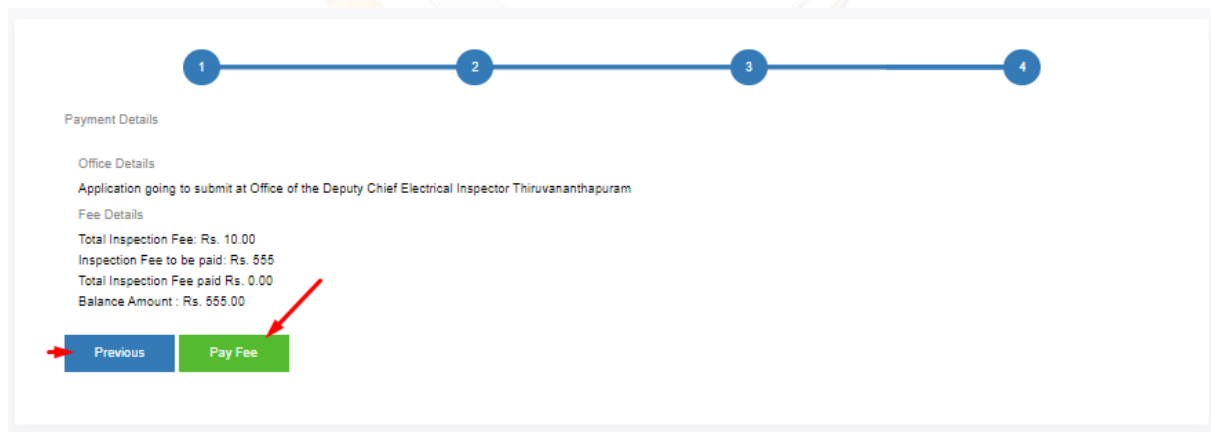 1 2 3 4
Payment Details
Office Details
Application going to submit at Office of the Deputy Chief Electrical Inspector Thiruvananthapuram
Fee Details
Total Inspection Fee: Rs. 10.00
Inspection Fee to be paid: Rs. 555
Total Inspection Fee paid Rs. 0.00
Balance Amount : Rs. 555.00
Previous Pay Fee